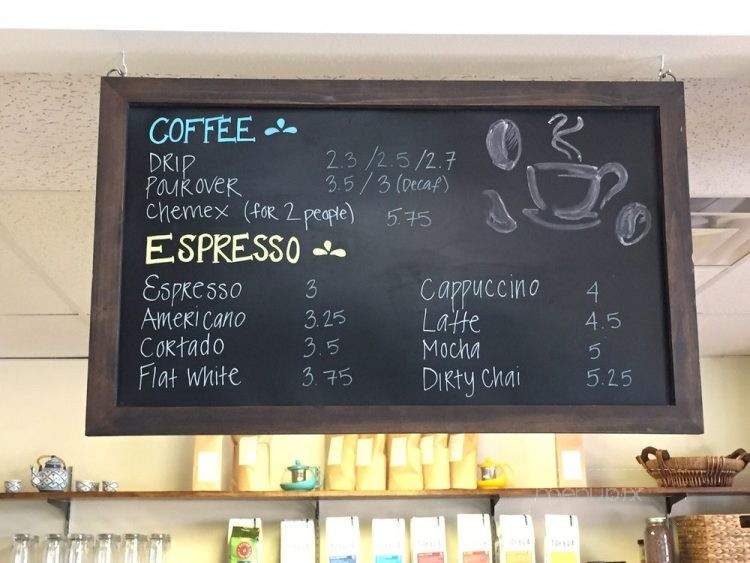 COFFEE
DRIP 2.3 / 2.5 / 2.7
POUROVER 3.5 / 3 (Decaf)
Chemex (FOR 2 people) 5.75
ESPRESSO
Espresso 3
Americano 3.25
Cortado 3.5
Flat White 3.75
Cappuccino 4
Latte 4.5
Mocha 5
Dirty Chai 5.25